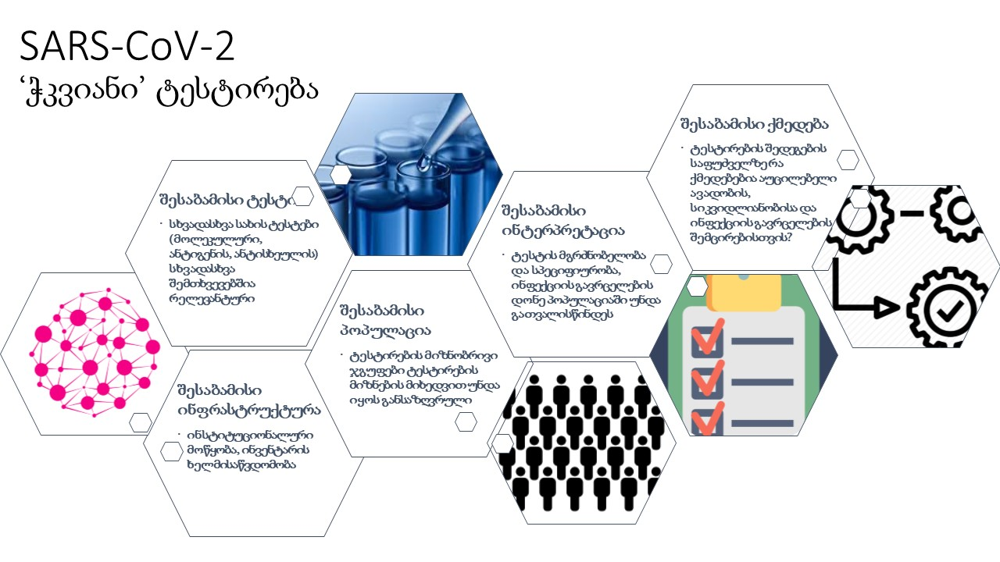 SARS-CoV-2
‘ჭკვიანი’ ტესტირება
შესაბამისი ტესტი
· სხვადასხვა სახის ტესტები
(მოლეკულური,
ანტიგენის, ანტისხეულის)
სხვადასხვა
შემთხვევებშია
რელევანტური
შესაბამისი
ინფრასტრუქტურა
· ინსტიტუციონალური
მოწყობა, ინვენტარის
ხელმისაწვდომობა
შესაბამისი
პოპულაცია
· ტესტირების მიზნობრივი
ჯგუფები ტესტირების
მიზნების მიხედვით უნდა
იყოს განსაზღვრული
შესაბამისი
ინტერპრეტაცია
· ტესტის მგრძნობელობა
და სპეციფიურობა,
ინფექციის გავრცელების
დონე პოპულაციაში უნდა
გათვალისწინდეს
შესაბამისი ქმედება
· ტესტირების შედეგების
საფუძველზე რა
ქმედებებია აუცილებელი
ავადობის,
სიკვიდლიანობისა და
ინფექციის გავრცელების
შემცირებისთვის?